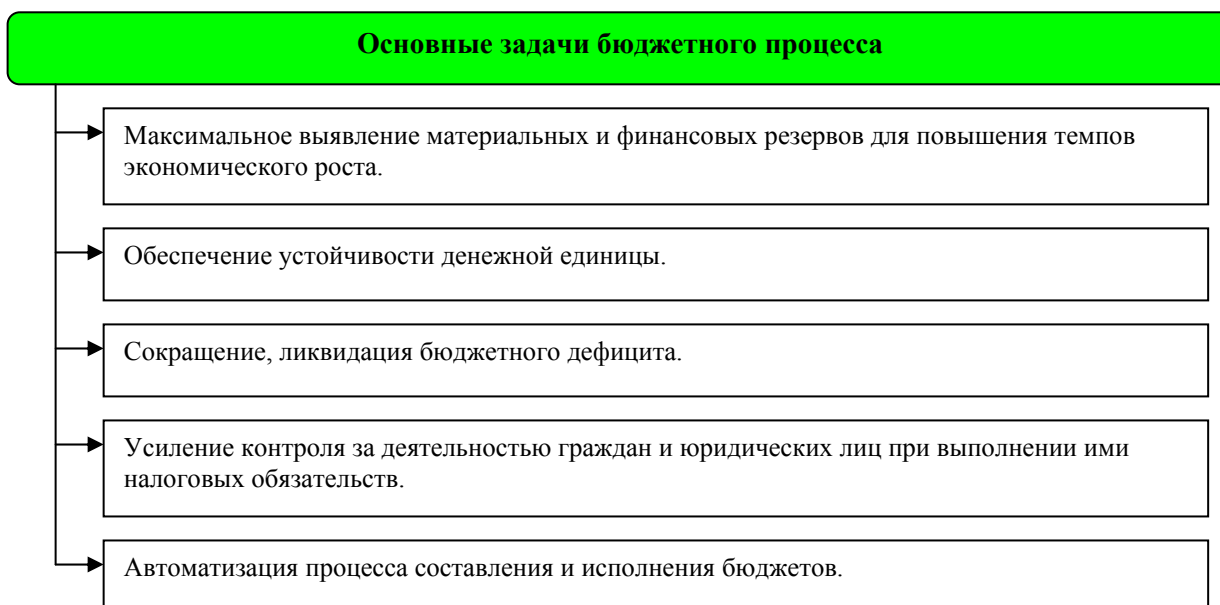 Основные задачи бюджетного процесса
Максимальное выявление материальных и финансовых резервов для повышения темпов
экономического роста.
Обеспечение устойчивости денежной единицы.
Сокращение, ликвидация бюджетного дефицита.
Усиление контроля за деятельностью граждан и юридических лиц при выполнении ими
налоговых обязательств.
Автоматизация процесса составления и исполнения бюджетов.